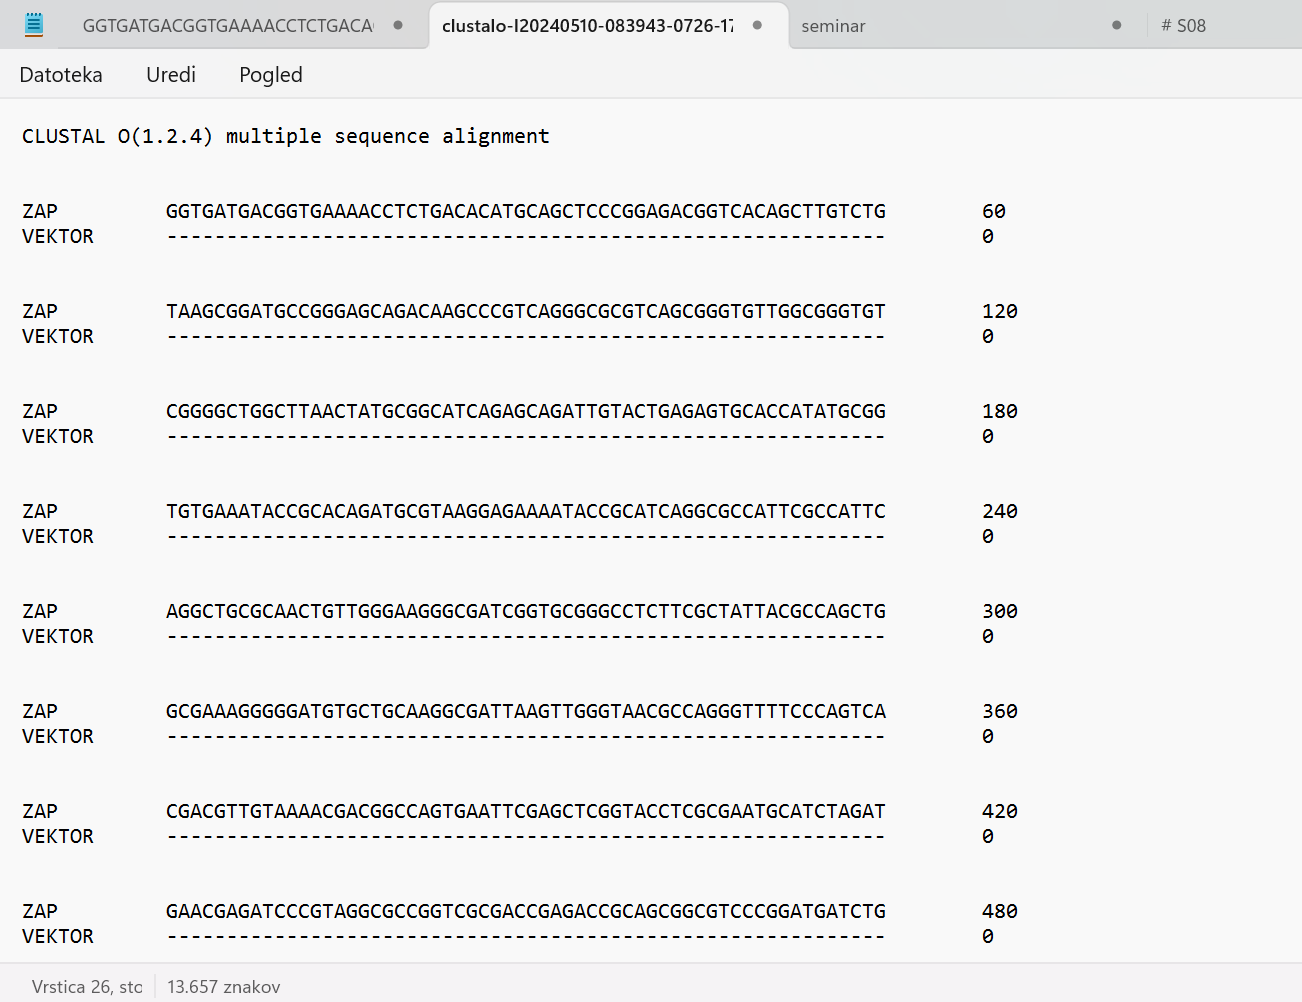 GGTGATGACGGTGAAAACCTCTGACA
clustalo-I20240510-083943-0726-17
seminar
# S08
Datoteka Uredi Pogled
CLUSTAL O(1.2.4) multiple sequence alignment
ZAP GGTGATGACGGTGAAAACCTCTGACACATGCAGCTCCCGGAGACGGTCACAGCTTGTCTG 60
VEKTOR ------------------------------------------------------------ 0
ZAP TAAGCGGATGCCGGGAGCAGACAAGCCCGTCAGGGCGCGTCAGCGGGTGTTGGCGGGTGT 120
VEKTOR ------------------------------------------------------------ 0
ZAP CGGGGCTGGCTTAACTATGCGGCATCAGAGCAGATTGTACTGAGAGTGCACCATATGCGG 180
VEKTOR ------------------------------------------------------------ 0
ZAP TGTGAAATACCGCACAGATGCGTAAGGAGAAAATACCGCATCAGGCGCCATTCGCCATTC 240
VEKTOR ------------------------------------------------------------ 0
ZAP AGGCTGCGCAACTGTTGGGAAGGGCGATCGGTGCGGGCCTCTTCGCTATTACGCCAGCTG 300
VEKTOR ------------------------------------------------------------ 0
ZAP GCGAAAGGGGGATGTGCTGCAAGGCGATTAAGTTGGGTAACGCCAGGGTTTTCCCAGTCA 360
VEKTOR ------------------------------------------------------------ 0
ZAP CGACGTTGTAAAACGACGGCCAGTGAATTCGAGCTCGGTACCTCGCGAATGCATCTAGAT 420
VEKTOR ------------------------------------------------------------ 0
ZAP GAACGAGATCCCGTAGGCGCCGGTCGCGACCGAGACCGCAGCGGCGTCCCGGATGATCTG 480
VEKTOR ------------------------------------------------------------ 0
Vrstica 26, sto 13.657 znakov